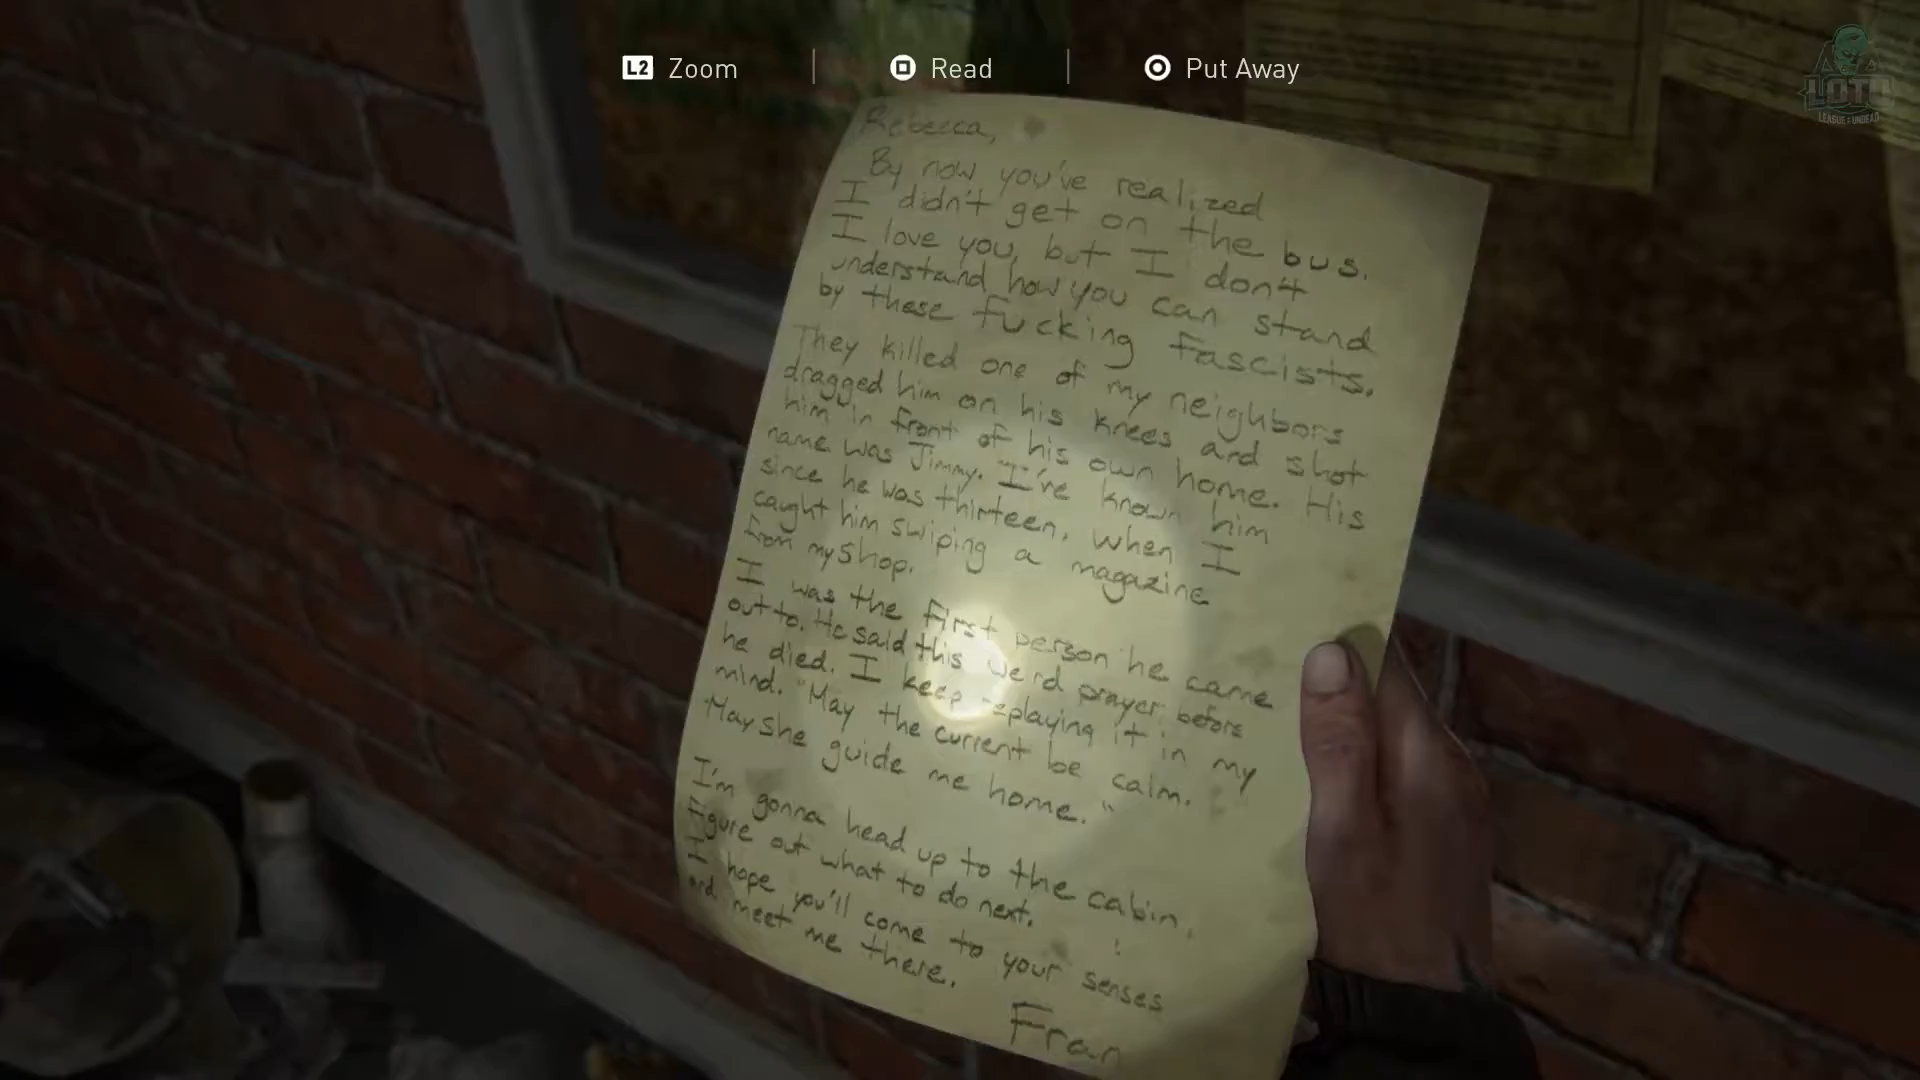 L2 Zoom
Read
Put Away
LOTU
LEAGUE : UNDEAD
Rebecca,
By now you've realized
I didn't get on the bus.
I love you, but I don't
understand how you can stand
by these fucking fascists.
They killed one of my neighbors
dragged him on his knees and shot
him in front of his own home. His
name was Jimmy. I've known him
since he was thirteen, when I
caught him swiping a magazine
from my shop.
I was the first person he came
out to. He said this weird prayer before
he died. I keep replaying it in my
mind. "May the current be calm.
May she guide me home."
I'm gonna head up to the cabin,
figure out what to do next.
I hope you'll come to your senses
and meet me there.
Fran